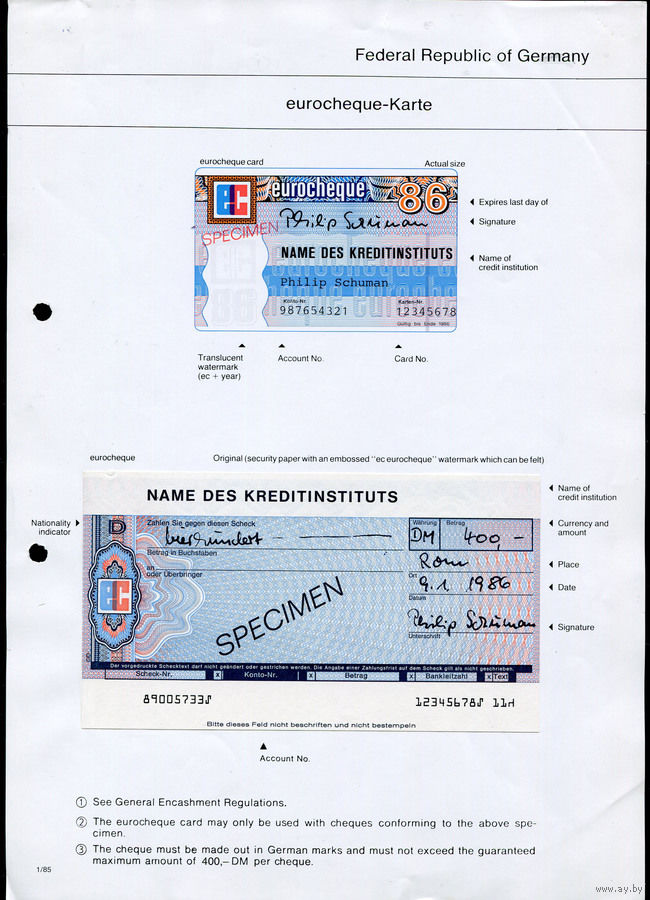 Federal Republic of Germany
eurocheque-Karte
eurocheque card
Actual size
ec
eurocheque
86
Philip Schuman
SPECIMEN
NAME DES KREDITINSTITUTS
Philip Schuman
Konto-Nr.
Karten-Nr.
987654321
12345678
Gültig bis Ende 1986
Expires last day of
Signature
Name of
credit institution
Translucent
watermark
(ec + year)
Account No.
Card No.
eurocheque
Original (security paper with an embossed "ec eurocheque" watermark which can be felt)
NAME DES KREDITINSTITUTS
D
Zahlen Sie gegen diesen Scheck
vierhundert
Betrag in Buchstaben
an
oder Überbringer
ec
SPECIMEN
Währung
Betrag
DM
400,-
Rom
Ort
9.1. 1986
Datum
Philip Schuman
Unterschrift
Der vorgedruckte Schecktext darf nicht geändert oder gestrichen werden. Die Angabe einer Zahlungsfrist auf dem Scheck gilt als nicht geschrieben.
Scheck-Nr. X Konto-Nr. X Betrag X Bankleitzahl X Text
89005733⑀
12345678⑀ 11⑁
Bitte dieses Feld nicht beschriften und nicht bestempeln
Nationality
indicator
Name of
credit institution
Currency and
amount
Place
Date
Signature
Account No.
① See General Encashment Regulations.
② The eurocheque card may only be used with cheques conforming to the above spe-
cimen.
③ The cheque must be made out in German marks and must not exceed the guaranteed
maximum amount of 400,– DM per cheque.
1/85
www.ay.by